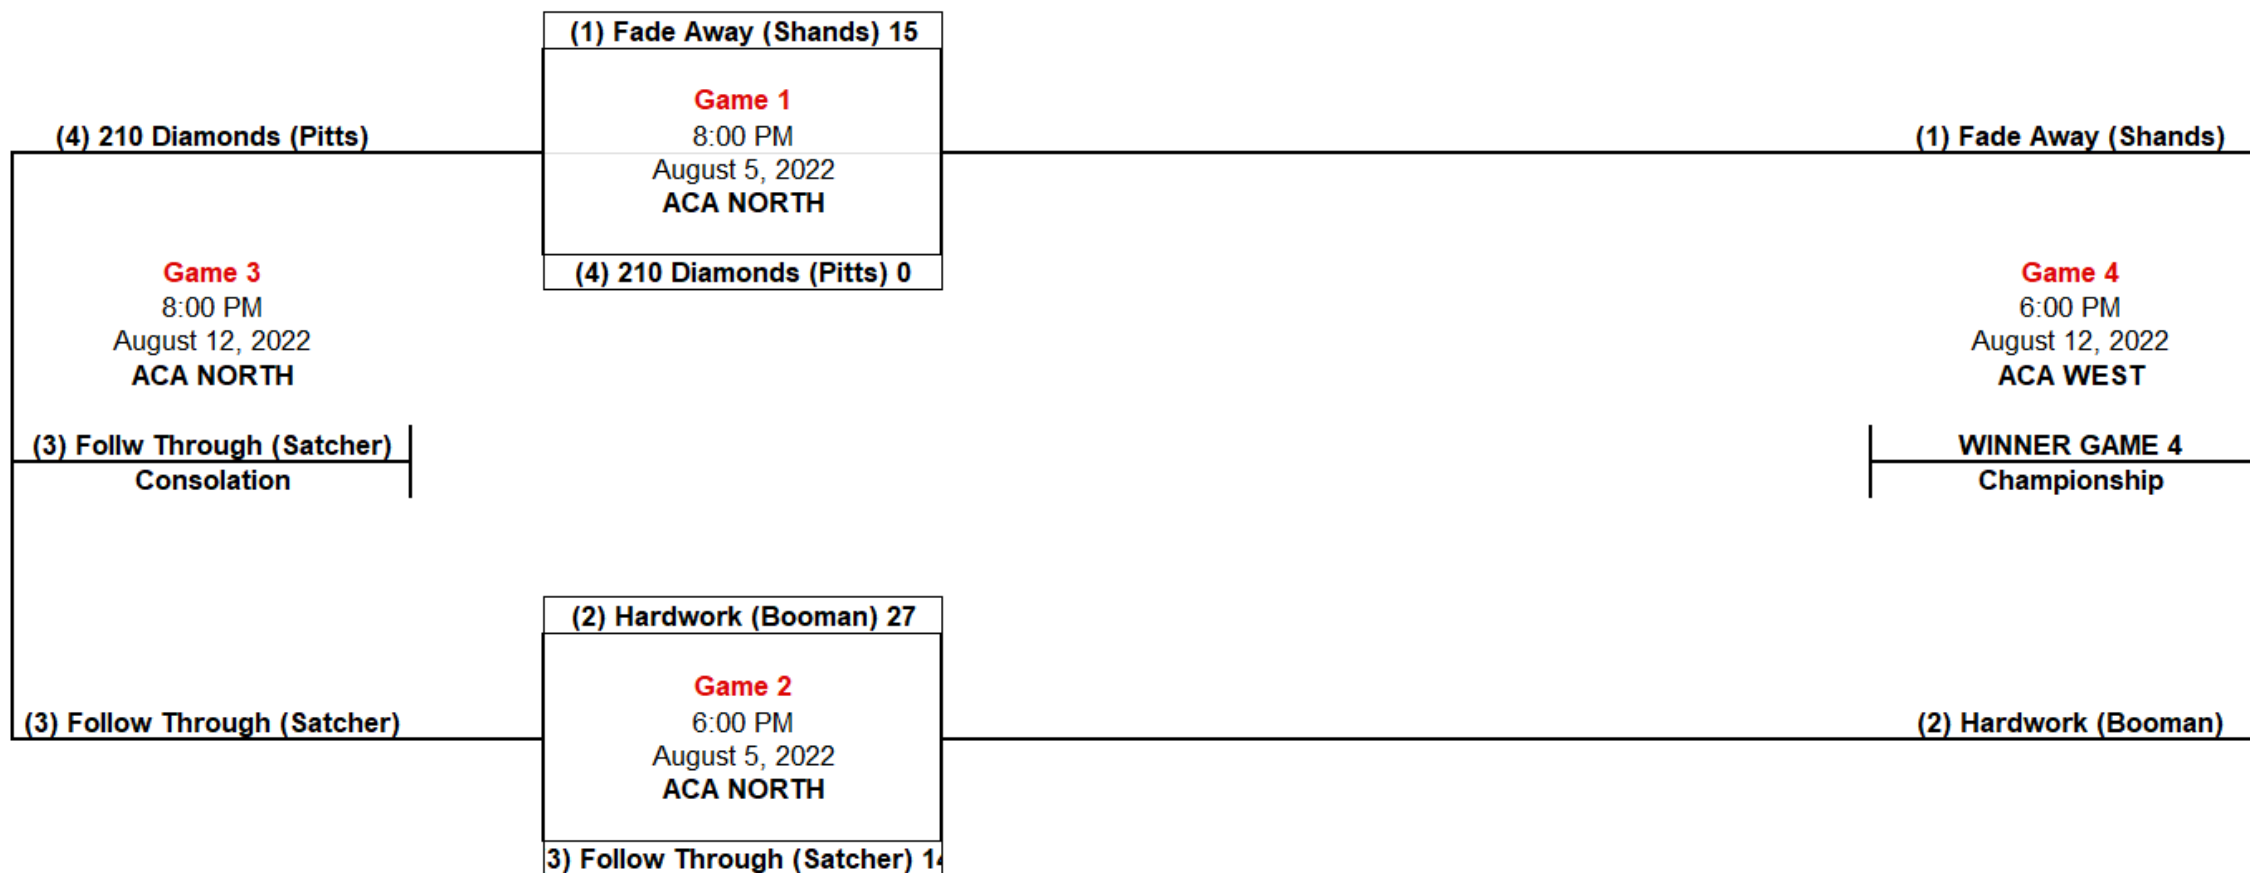 (1) Fade Away (Shands) 15
Game 1
8:00 PM
August 5, 2022
ACA NORTH
(4) 210 Diamonds (Pitts) 0
(4) 210 Diamonds (Pitts)
(1) Fade Away (Shands)
Game 3
8:00 PM
August 12, 2022
ACA NORTH
(3) Follw Through (Satcher)
Consolation
Game 4
6:00 PM
August 12, 2022
ACA WEST
WINNER GAME 4
Championship
(2) Hardwork (Booman) 27
Game 2
6:00 PM
August 5, 2022
ACA NORTH
3) Follow Through (Satcher) 14
(3) Follow Through (Satcher)
(2) Hardwork (Booman)